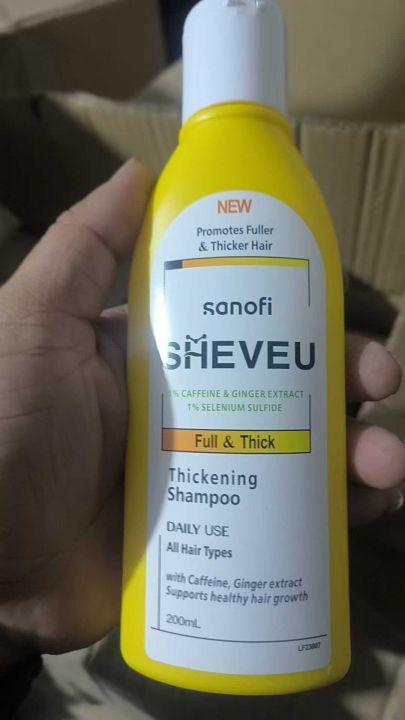 NEW
Promotes Fuller
& Thicker Hair
sanofi
SHEVEU
1% CAFFEINE & GINGER EXTRACT
1% SELENIUM SULFIDE
Full & Thick
Thickening
Shampoo
DAILY USE
All Hair Types
with Caffeine, Ginger extract
Supports healthy hair growth
200mL
LF23007